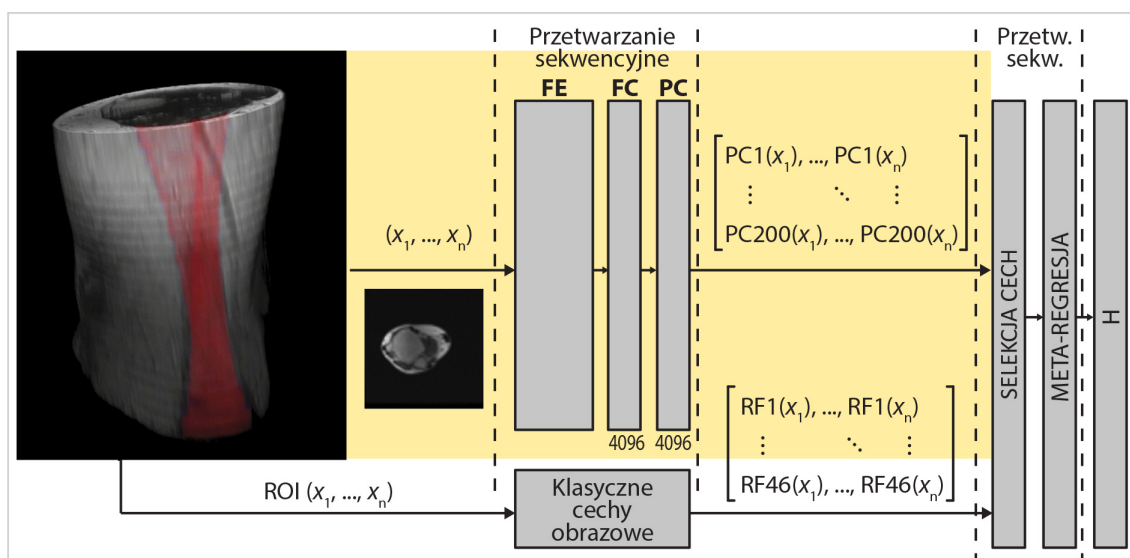 Przetwarzanie
sekwencyjne
Przetw.
sekw.
FE FC PC
PC1(x₁), ..., PC1(xₙ)
⋮ ⋱ ⋮
PC200(x₁), ..., PC200(xₙ)
(x₁, ..., xₙ)
SELEKCJA CECH
META-REGRESJA
H
RF1(x₁), ..., RF1(xₙ)
⋮ ⋱ ⋮
RF46(x₁), ..., RF46(xₙ)
4096 4096
ROI (x₁, ..., xₙ)
Klasyczne
cechy
obrazowe